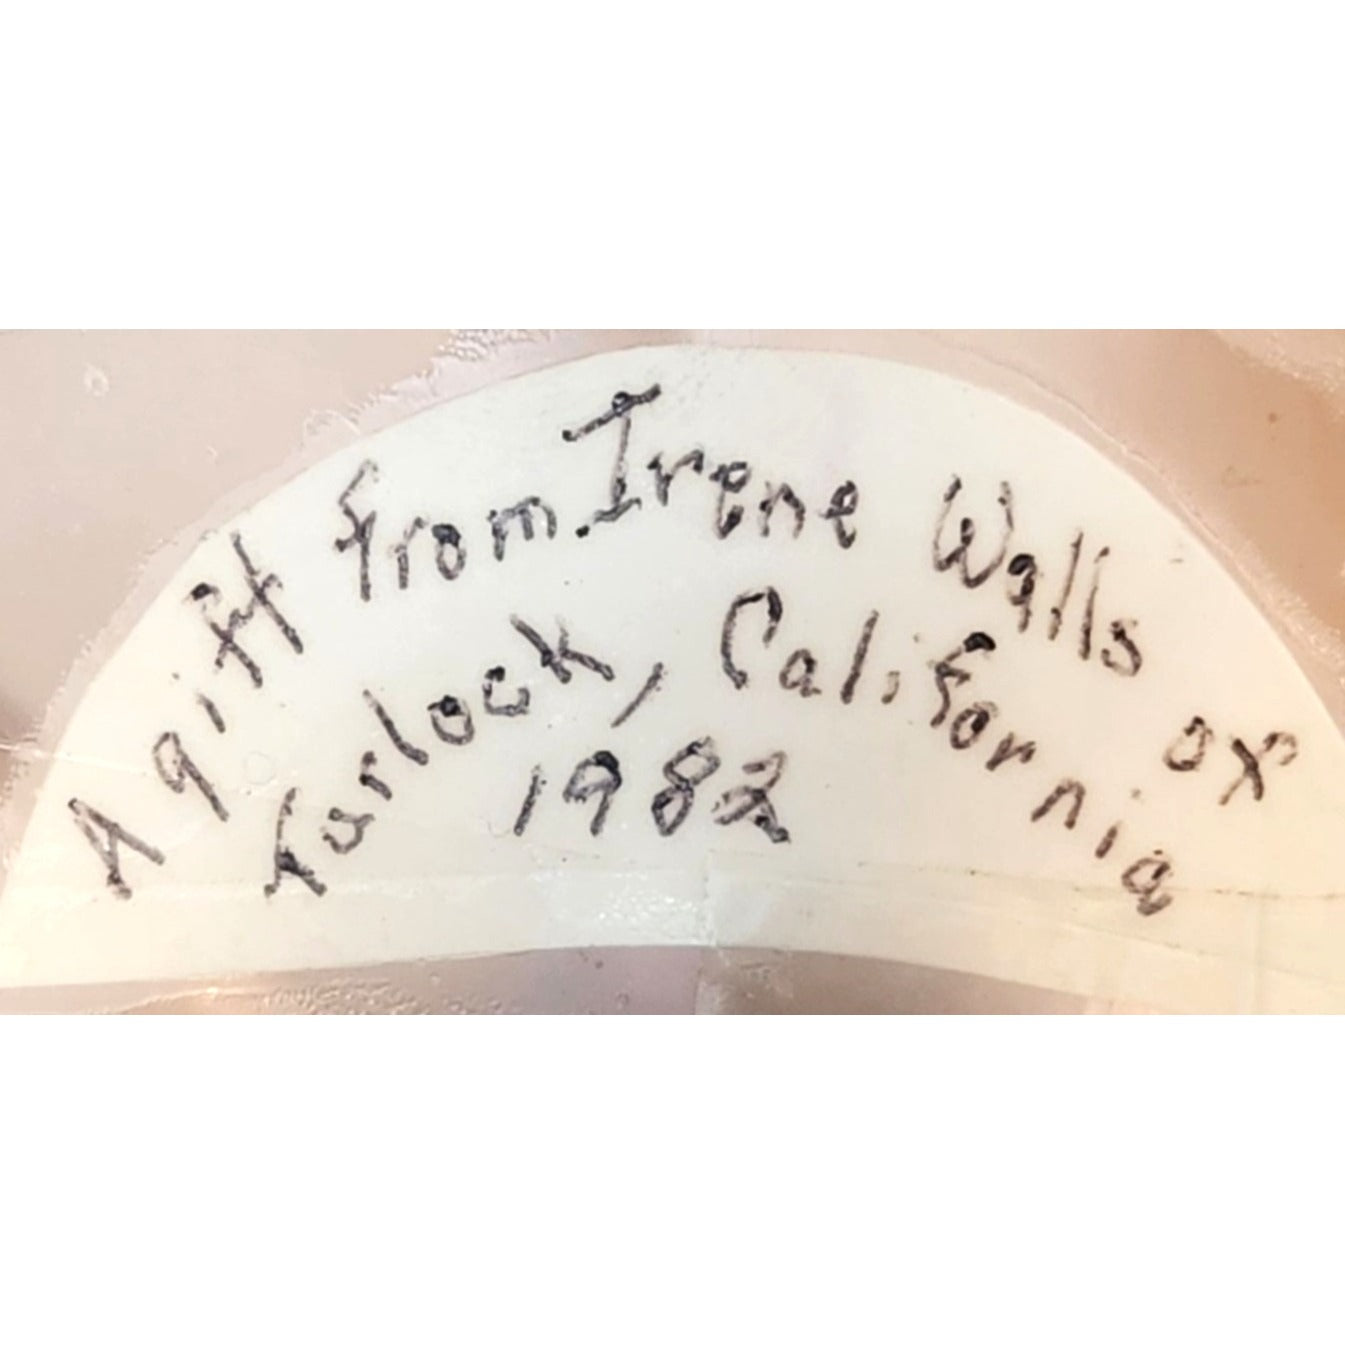 A gift from Irene Walls of
Turlock, California
1982